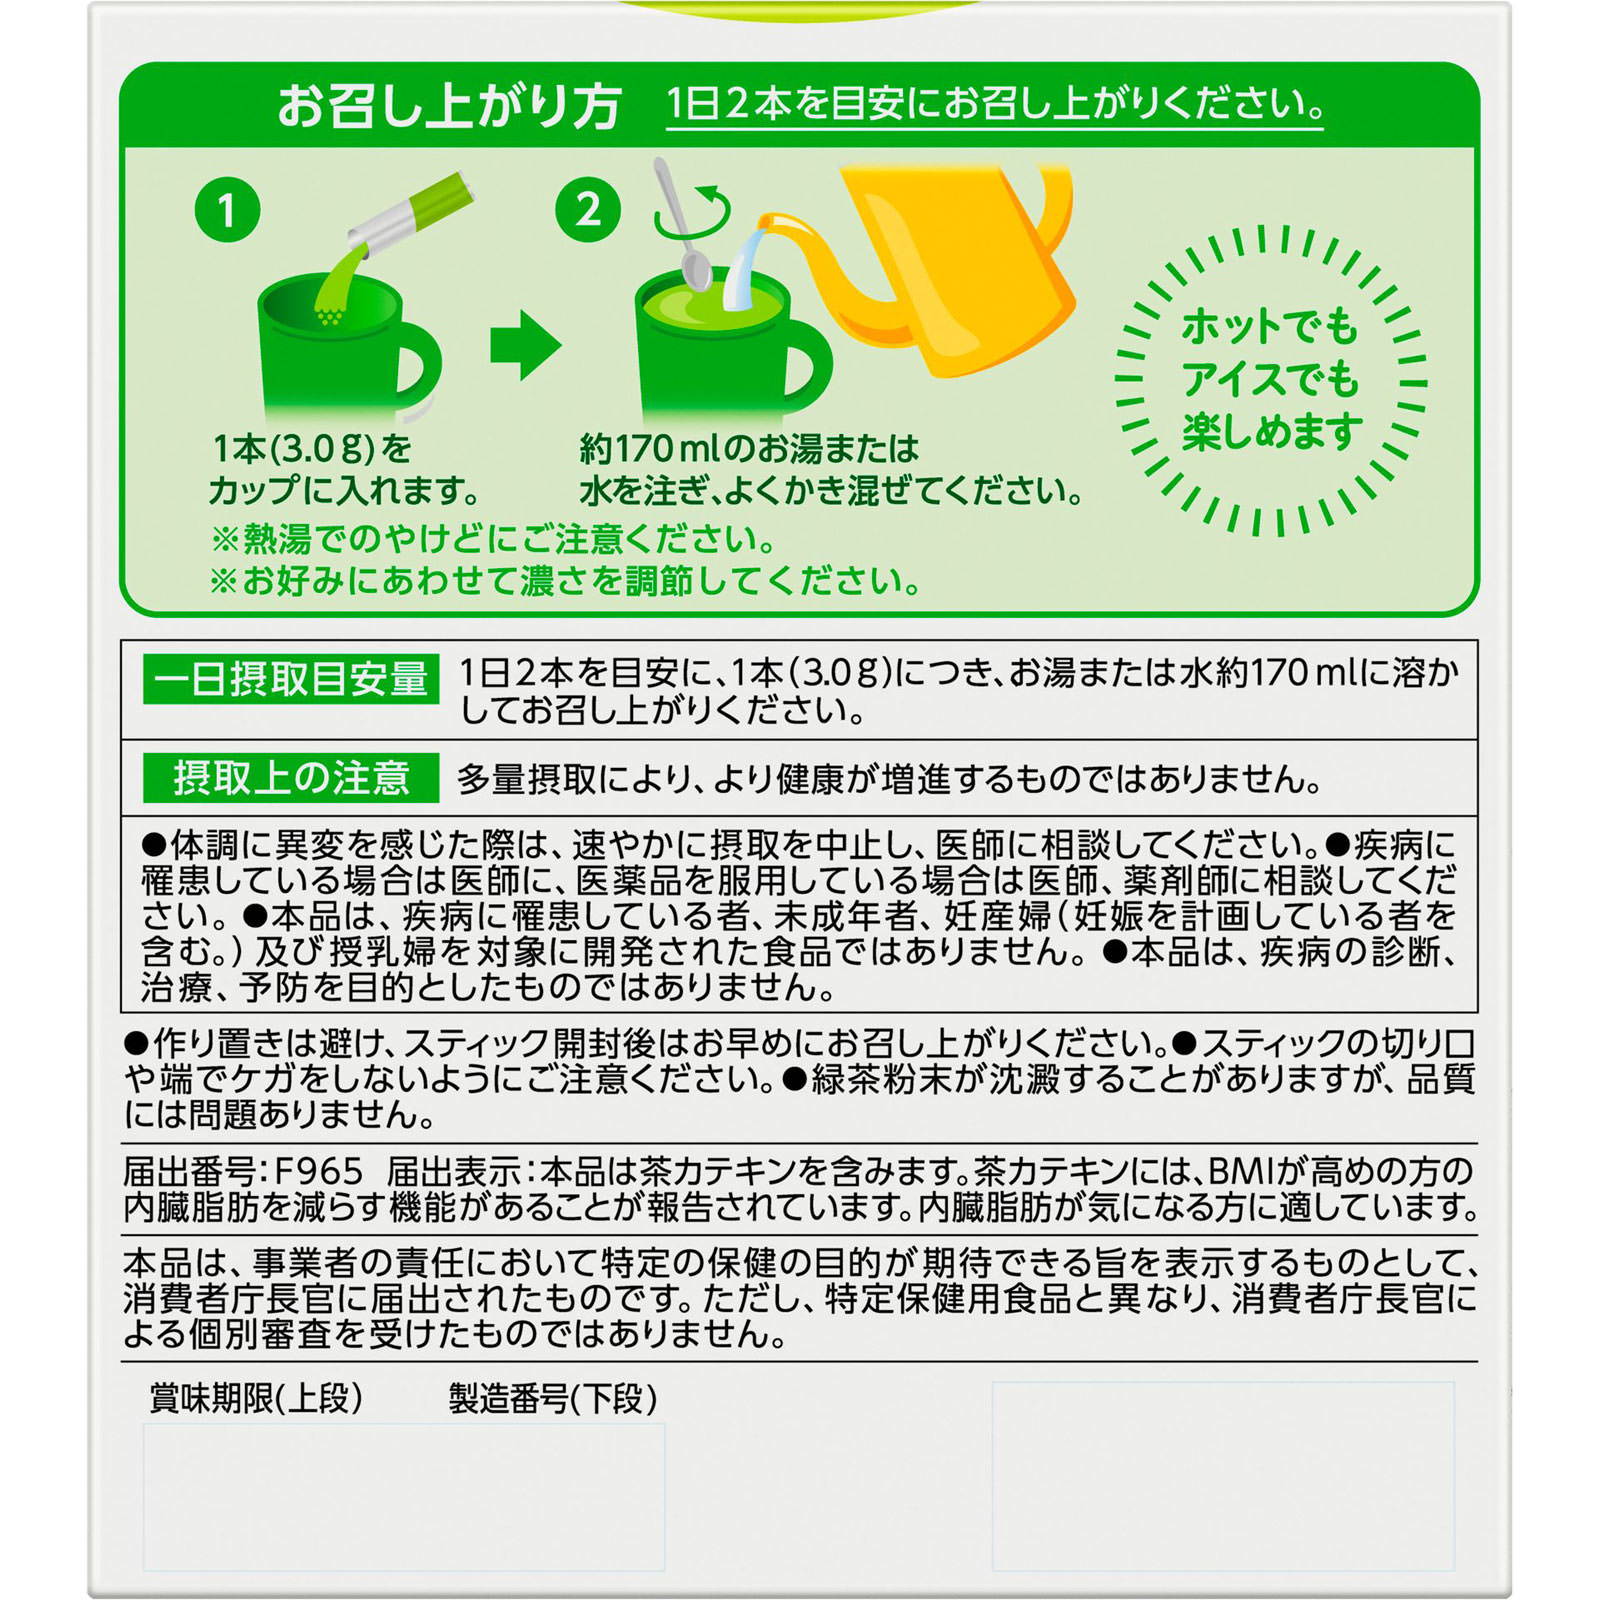 お召し上がり方 1日2本を目安にお召し上がりください。
1
2
1本(3.0g)を
カップに入れます。
約170mlのお湯または
水を注ぎ、よくかき混ぜてください。
ホットでも
アイスでも
楽しめます
※熱湯でのやけどにご注意ください。
※お好みにあわせて濃さを調節してください。
一日摂取目安量 1日2本を目安に、1本(3.0g)につき、お湯または水約170mlに溶か
してお召し上がりください。
摂取上の注意 多量摂取により、より健康が増進するものではありません。
●体調に異変を感じた際は、速やかに摂取を中止し、医師に相談してください。●疾病に
罹患している場合は医師に、医薬品を服用している場合は医師、薬剤師に相談してくだ
さい。●本品は、疾病に罹患している者、未成年者、妊産婦(妊娠を計画している者を
含む。)及び授乳婦を対象に開発された食品ではありません。●本品は、疾病の診断、
治療、予防を目的としたものではありません。
●作り置きは避け、スティック開封後はお早めにお召し上がりください。●スティックの切り口
や端でケガをしないようにご注意ください。●緑茶粉末が沈澱することがありますが、品質
には問題ありません。
届出番号:F965 届出表示:本品は茶カテキンを含みます。茶カテキンには、BMIが高めの方の
内臓脂肪を減らす機能があることが報告されています。内臓脂肪が気になる方に適しています。
本品は、事業者の責任において特定の保健の目的が期待できる旨を表示するものとして、
消費者庁長官に届出されたものです。ただし、特定保健用食品と異なり、消費者庁長官に
よる個別審査を受けたものではありません。
賞味期限(上段) 製造番号(下段)